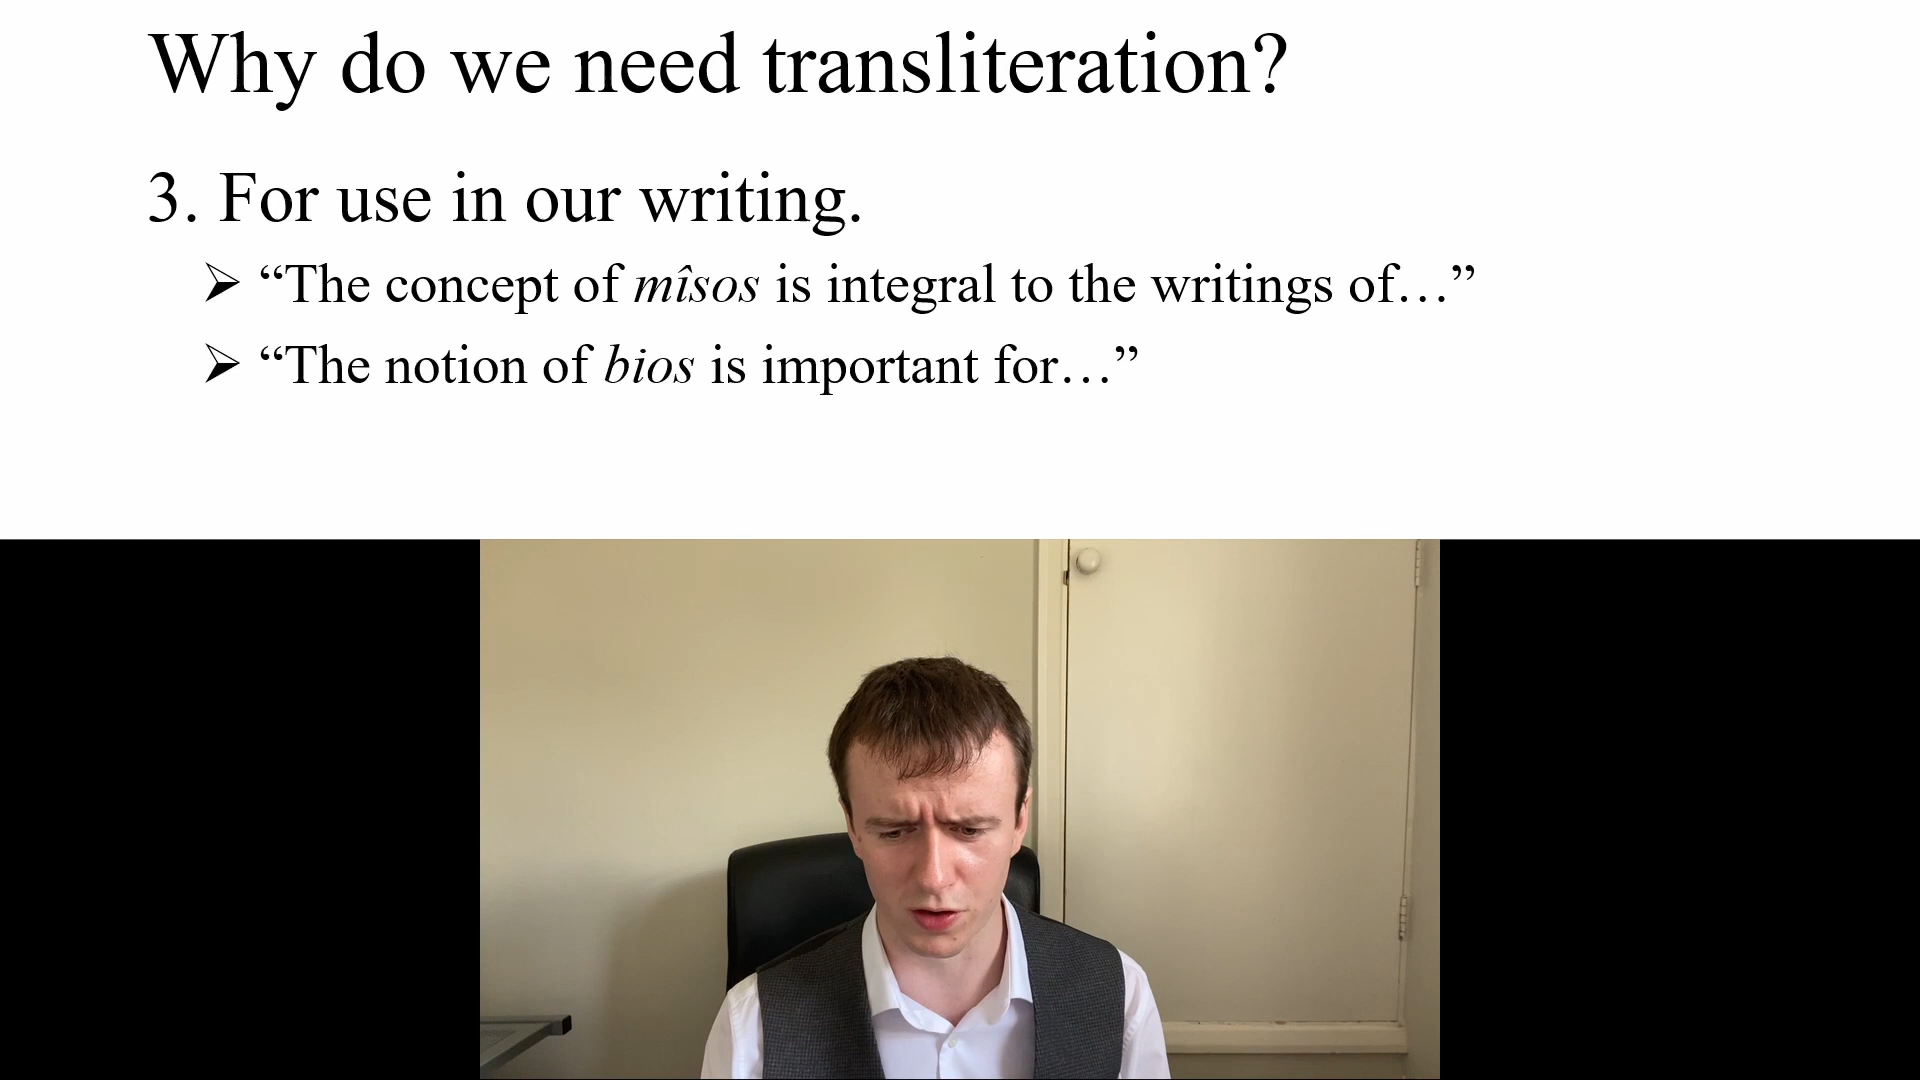 Why do we need transliteration?
3. For use in our writing.
➢ “The concept of mîsos is integral to the writings of…”
➢ “The notion of bios is important for…”